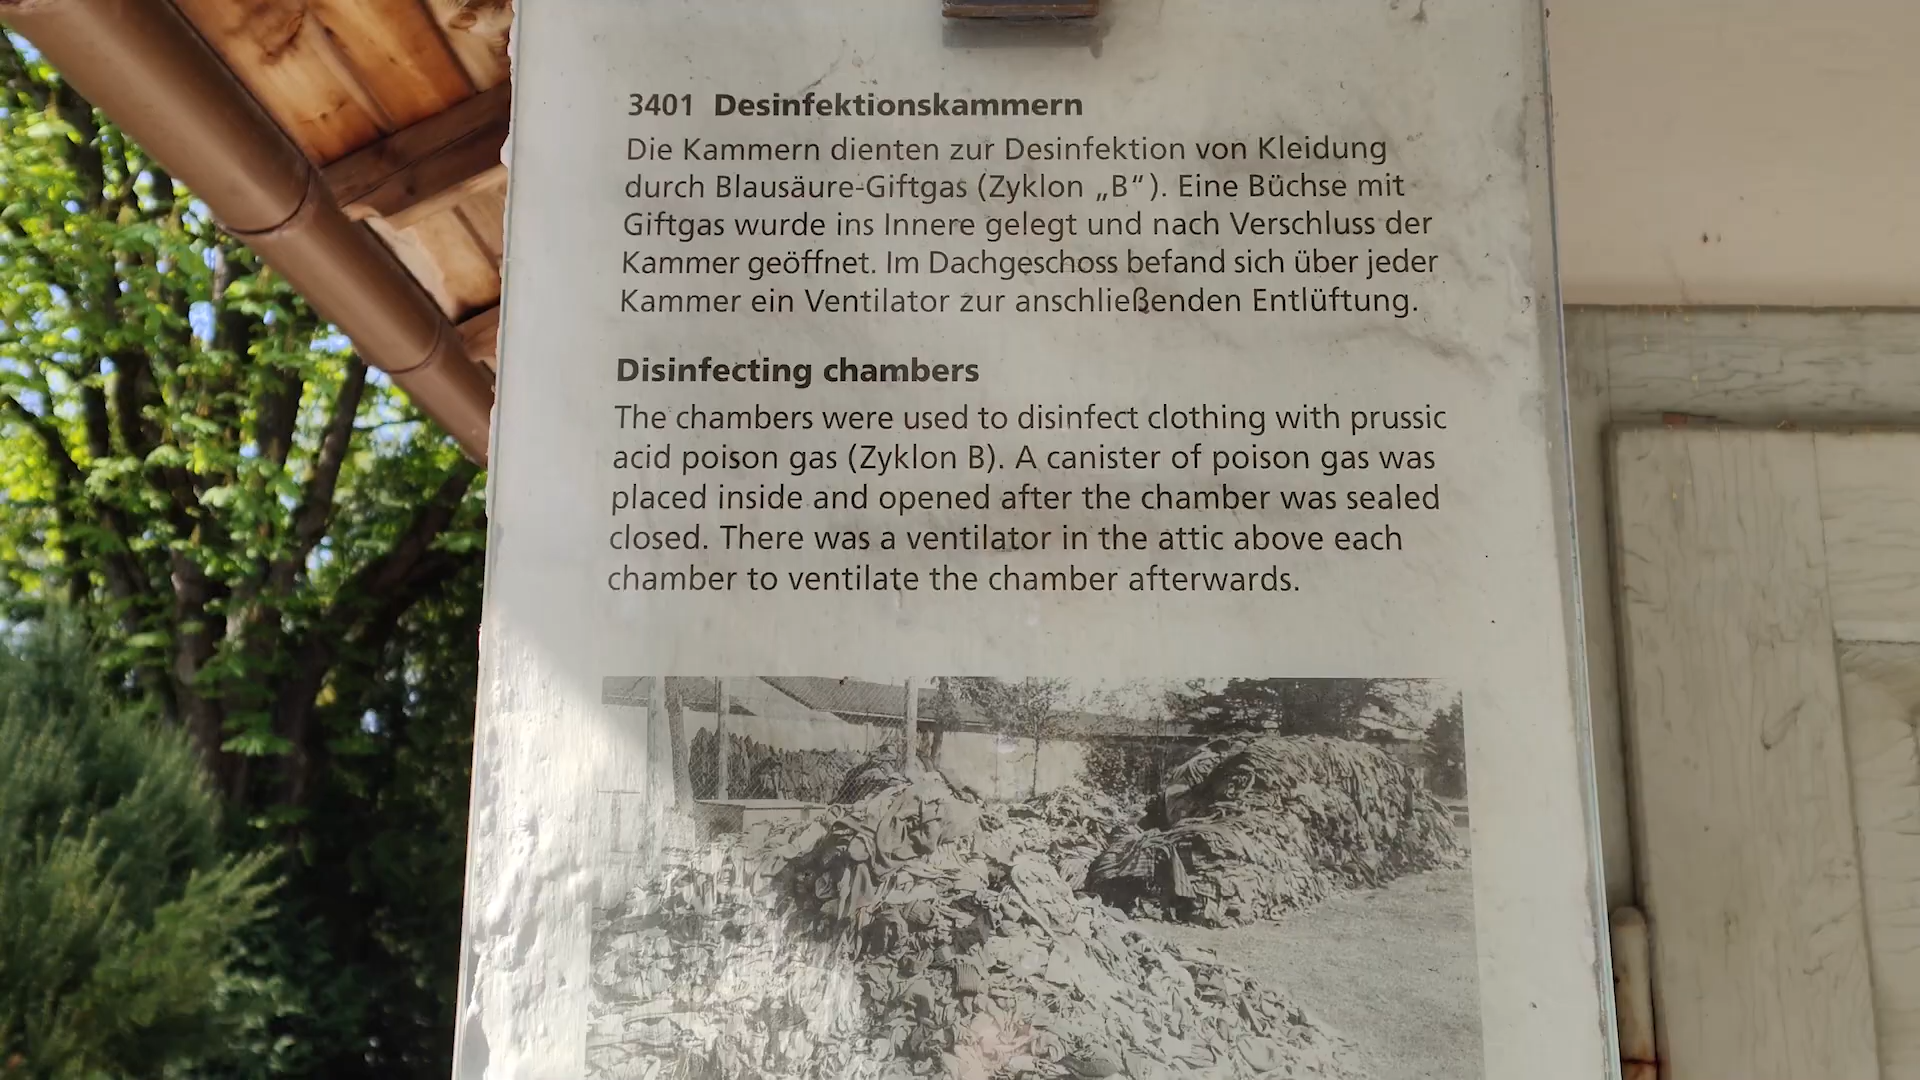 3401 Desinfektionskammern
Die Kammern dienten zur Desinfektion von Kleidung
durch Blausäure-Giftgas (Zyklon „B“). Eine Büchse mit
Giftgas wurde ins Innere gelegt und nach Verschluss der
Kammer geöffnet. Im Dachgeschoss befand sich über jeder
Kammer ein Ventilator zur anschließenden Entlüftung.
Disinfecting chambers
The chambers were used to disinfect clothing with prussic
acid poison gas (Zyklon B). A canister of poison gas was
placed inside and opened after the chamber was sealed
closed. There was a ventilator in the attic above each
chamber to ventilate the chamber afterwards.